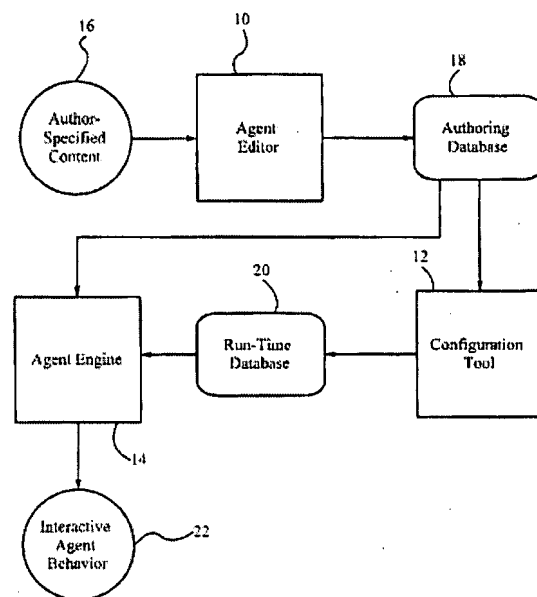 16
10
18
Author-
Specified
Content
Agent
Editor
Authoring
Database
12
20
Agent Engine
Run-Time
Database
Configuration
Tool
14
Interactive
Agent
Behavior
22